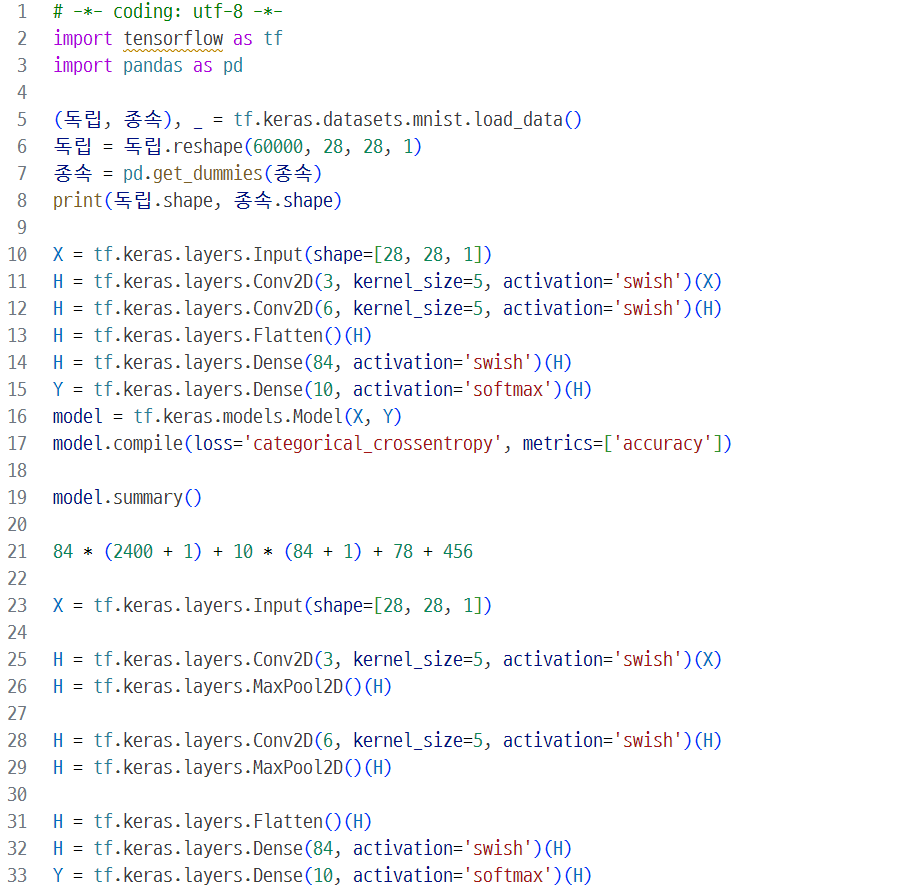 1 # -*- coding: utf-8 -*-
2 import tensorflow as tf
3 import pandas as pd
4
5 (독립, 종속), _ = tf.keras.datasets.mnist.load_data()
6 독립 = 독립.reshape(60000, 28, 28, 1)
7 종속 = pd.get_dummies(종속)
8 print(독립.shape, 종속.shape)
9
10 X = tf.keras.layers.Input(shape=[28, 28, 1])
11 H = tf.keras.layers.Conv2D(3, kernel_size=5, activation='swish')(X)
12 H = tf.keras.layers.Conv2D(6, kernel_size=5, activation='swish')(H)
13 H = tf.keras.layers.Flatten()(H)
14 H = tf.keras.layers.Dense(84, activation='swish')(H)
15 Y = tf.keras.layers.Dense(10, activation='softmax')(H)
16 model = tf.keras.models.Model(X, Y)
17 model.compile(loss='categorical_crossentropy', metrics=['accuracy'])
18
19 model.summary()
20
21 84 * (2400 + 1) + 10 * (84 + 1) + 78 + 456
22
23 X = tf.keras.layers.Input(shape=[28, 28, 1])
24
25 H = tf.keras.layers.Conv2D(3, kernel_size=5, activation='swish')(X)
26 H = tf.keras.layers.MaxPool2D()(H)
27
28 H = tf.keras.layers.Conv2D(6, kernel_size=5, activation='swish')(H)
29 H = tf.keras.layers.MaxPool2D()(H)
30
31 H = tf.keras.layers.Flatten()(H)
32 H = tf.keras.layers.Dense(84, activation='swish')(H)
33 Y = tf.keras.layers.Dense(10, activation='softmax')(H)